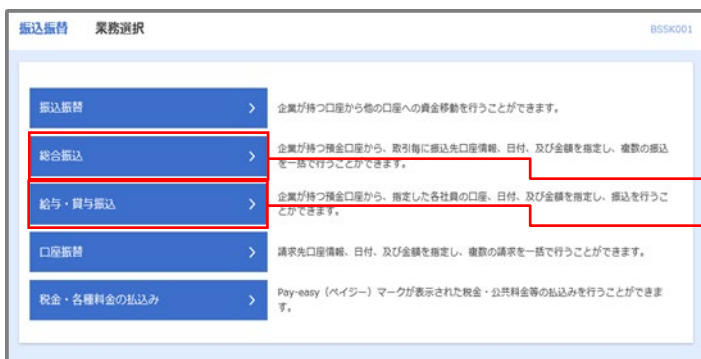 振込振替 業務選択 BSSK001
振込振替 企業が持つ口座から他の口座への資金移動を行うことができます。
総合振込 企業が持つ預金口座から、取引毎に振込先口座情報、日付、及び金額を指定し、複数の振込
を一括で行うことができます。
給与・賞与振込 企業が持つ預金口座から、指定した各社員の口座、日付、及び金額を指定し、振込を行うこ
とができます。
口座振替 請求先口座情報、日付、及び金額を指定し、複数の請求を一括で行うことができます。
税金・各種料金の払込み Pay-easy（ペイジー）マークが表示された税金・公共料金等の払込みを行うことができま
す。